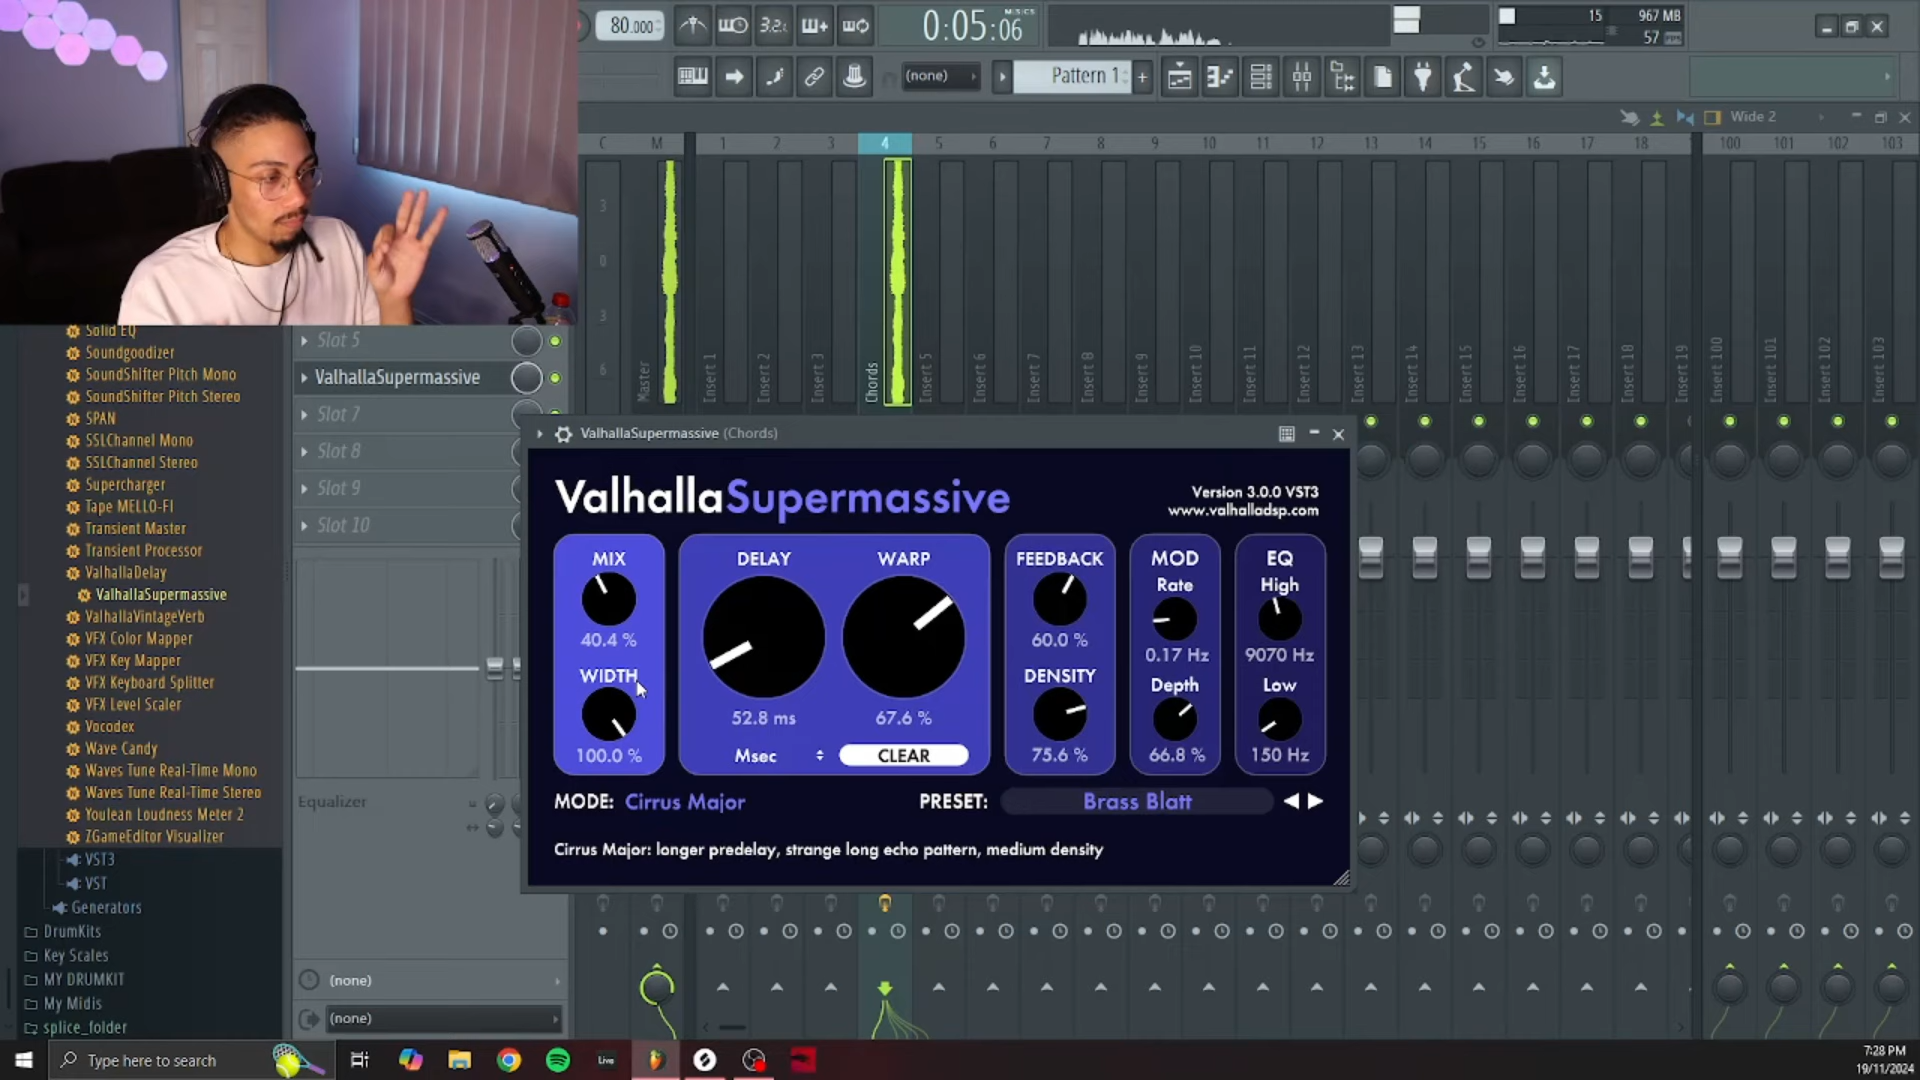 80.000
3.2
0:05:06
M:S:CS
15
967 MB
57
(none)
Pattern 1
+
Wide 2
C M 1 2 3 4 5 6 7 8 9 10 11 12 13 14 15 16 17 18 100 101 102 103
3
0
3
6
Master
Insert 1
Insert 2
Insert 3
Chords
Insert 5
Insert 6
Insert 7
Insert 8
Insert 9
Insert 10
Insert 11
Insert 12
Insert 13
Insert 14
Insert 15
Insert 16
Insert 17
Insert 18
Insert 100
Insert 101
Insert 102
Insert 103
Solid EQ
Soundgoodizer
SoundShifter Pitch Mono
SoundShifter Pitch Stereo
SPAN
SSLChannel Mono
SSLChannel Stereo
Supercharger
Tape MELLO-FI
Transient Master
Transient Processor
ValhallaDelay
ValhallaSupermassive
ValhallaVintageVerb
VFX Color Mapper
VFX Key Mapper
VFX Keyboard Splitter
VFX Level Scaler
Vocodex
Wave Candy
Waves Tune Real-Time Mono
Waves Tune Real-Time Stereo
Youlean Loudness Meter 2
ZGameEditor Visualizer
VST3
VST
Generators
DrumKits
Key Scales
MY DRUMKIT
My Midis
splice_folder
Slot 5
ValhallaSupermassive
Slot 7
Slot 8
Slot 9
Slot 10
Equalizer
(none)
(none)
ValhallaSupermassive (Chords)
ValhallaSupermassive
Version 3.0.0 VST3
www.valhalladsp.com
MIX
40.4 %
WIDTH
100.0 %
DELAY
52.8 ms
Msec
WARP
67.6 %
CLEAR
FEEDBACK
60.0 %
DENSITY
75.6 %
MOD
Rate
0.17 Hz
Depth
66.8 %
EQ
High
9070 Hz
Low
150 Hz
MODE: Cirrus Major
PRESET: Brass Blatt
Cirrus Major: longer predelay, strange long echo pattern, medium density
Type here to search
Live
7:28 PM
19/11/2024